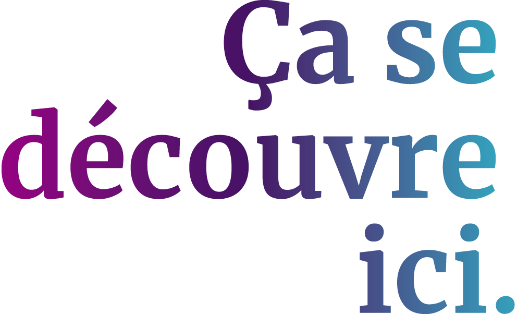 Ça se
découvre
ici.